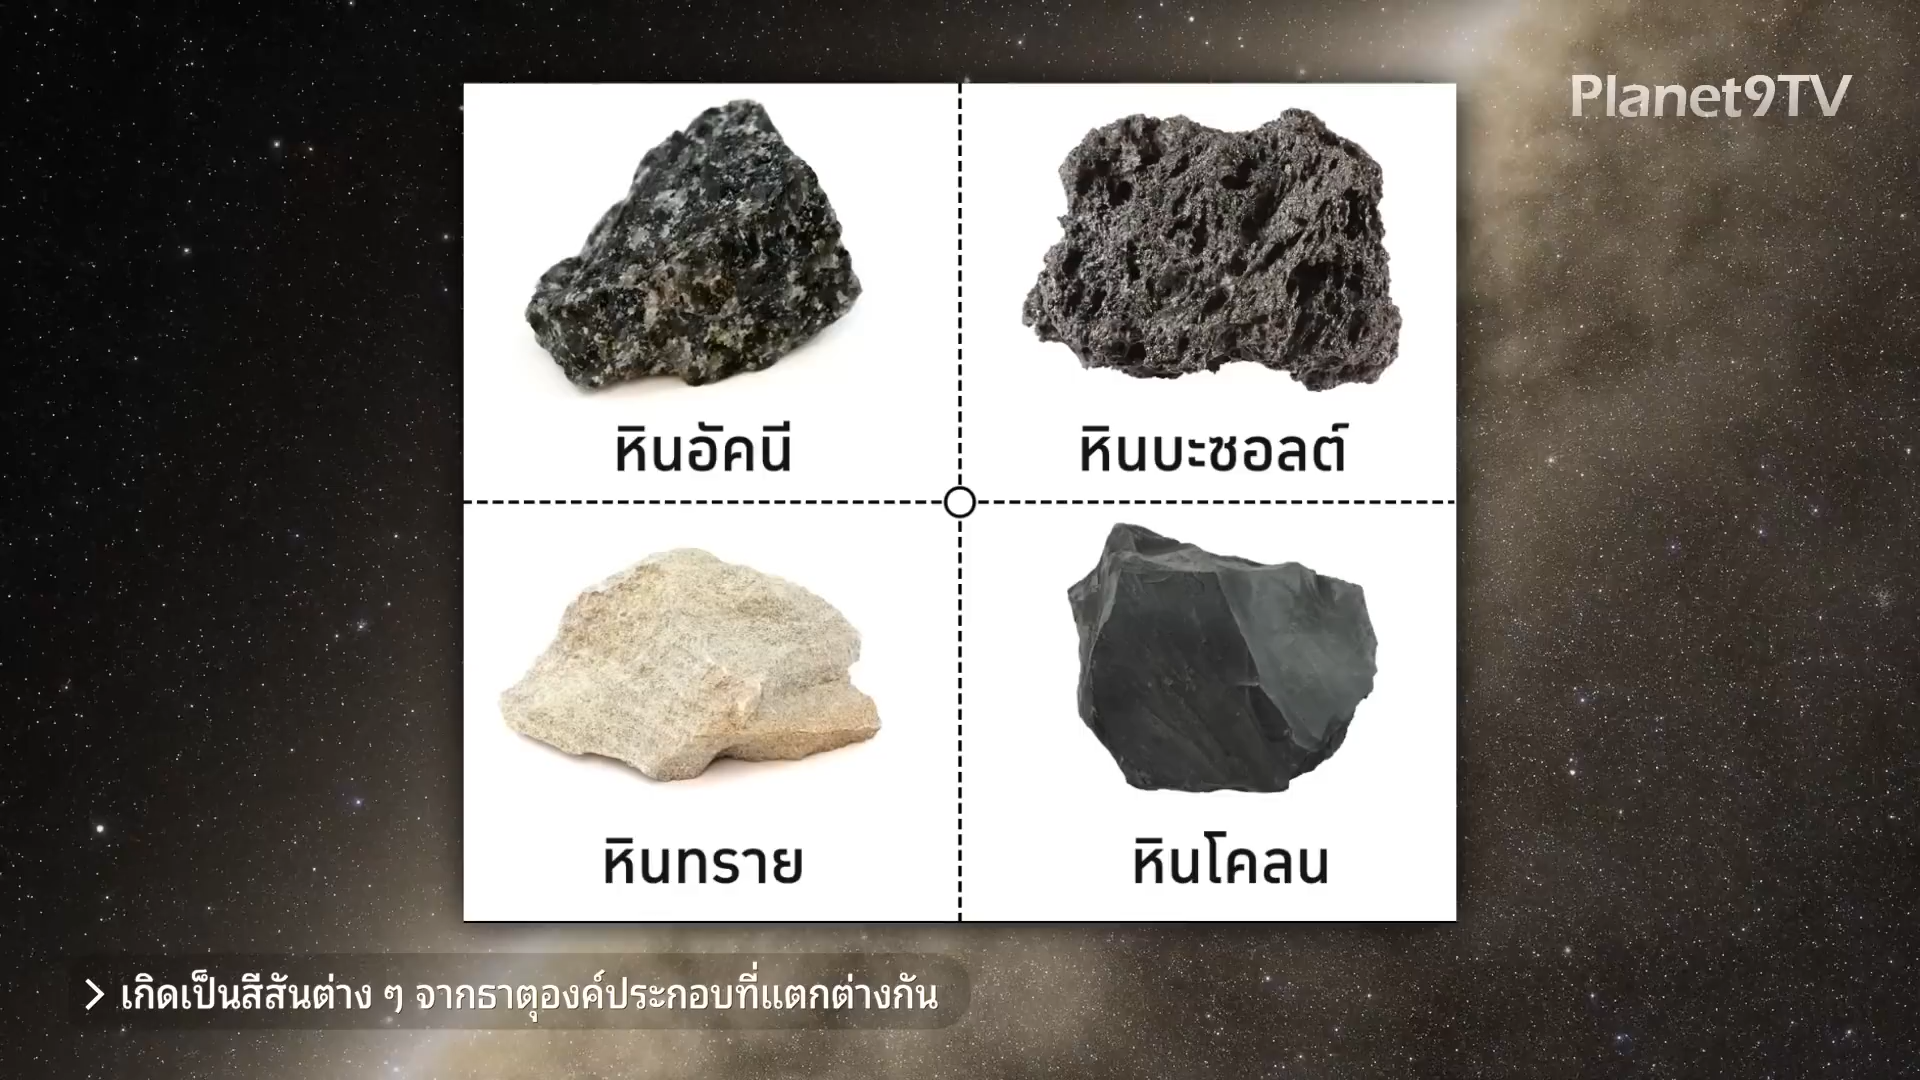 Planet9TV
หินอัคนี
หินบะซอลต์
หินทราย
หินโคลน
เกิดเป็นสีสันต่าง ๆ จากธาตุองค์ประกอบที่แตกต่างกัน